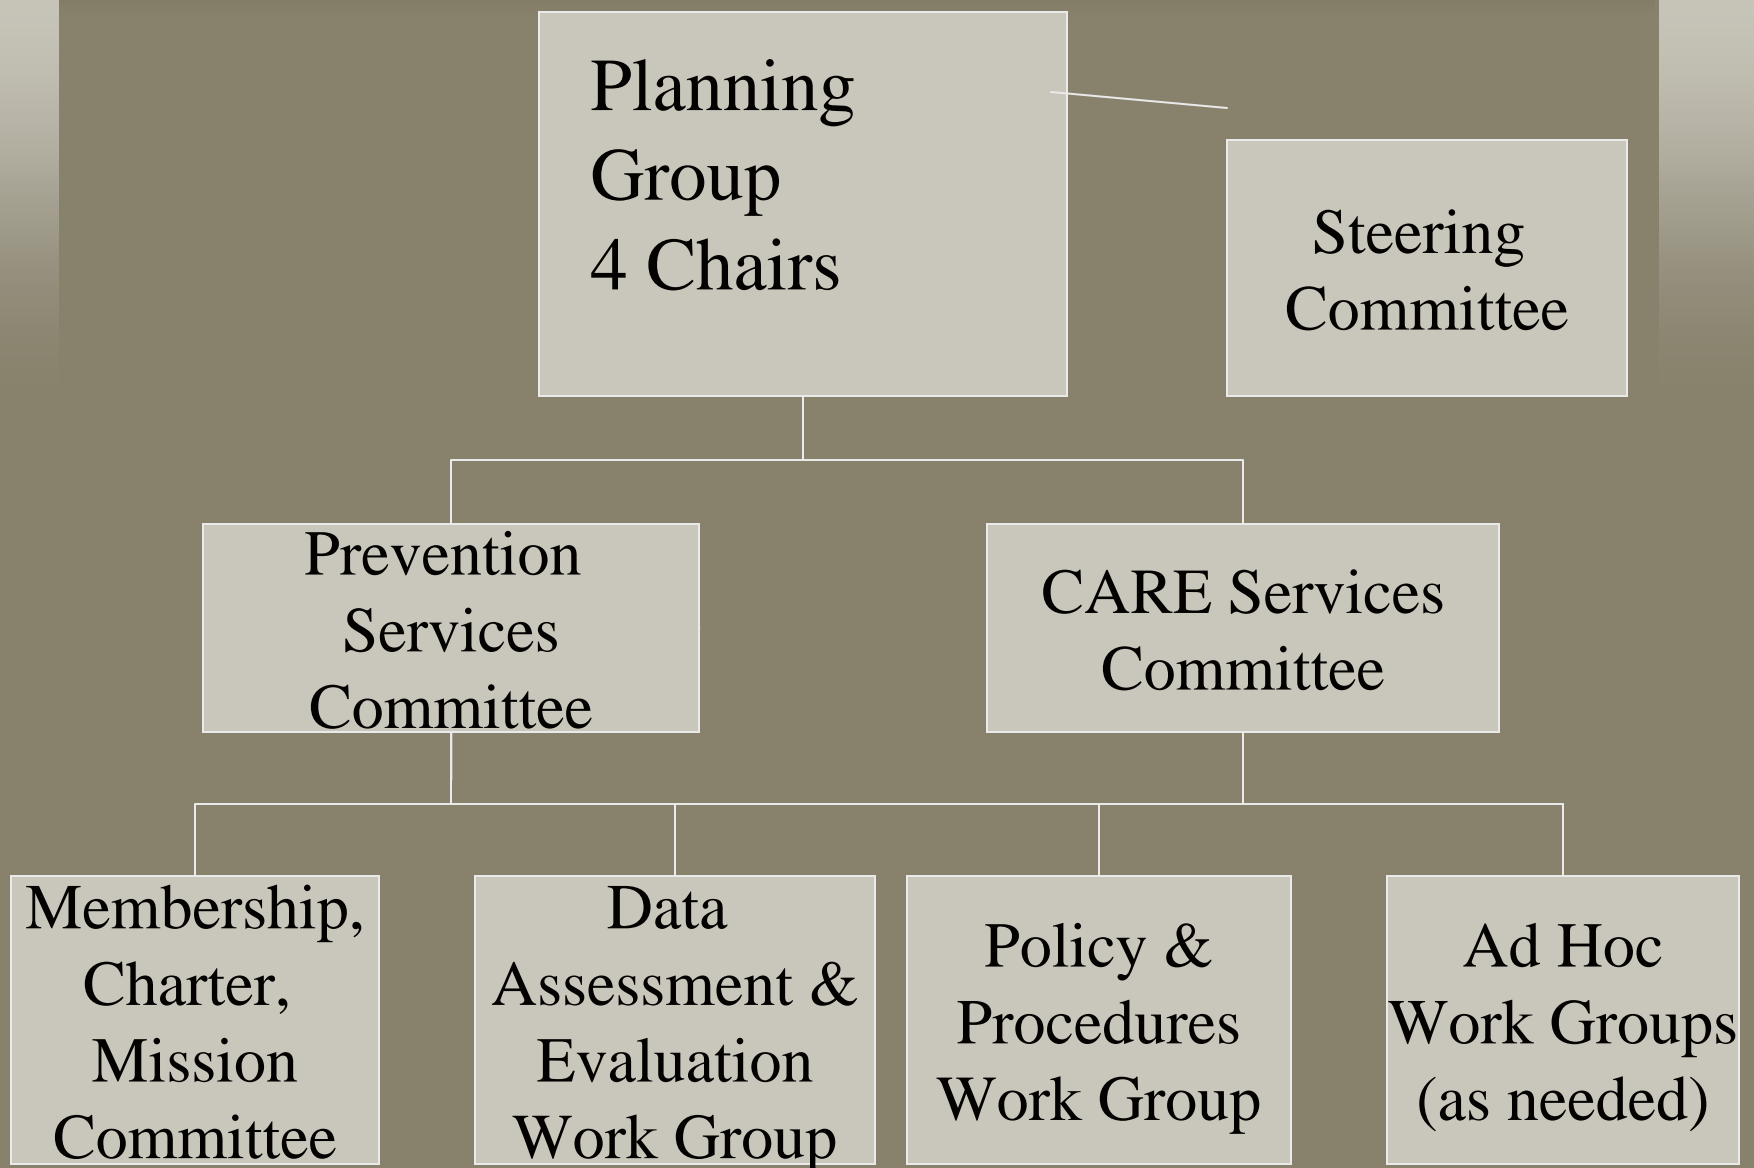 Planning
Group
4 Chairs
Steering
Committee
Prevention
Services
Committee
CARE Services
Committee
Membership,
Charter,
Mission
Committee
Data
Assessment &
Evaluation
Work Group
Policy &
Procedures
Work Group
Ad Hoc
Work Groups
(as needed)